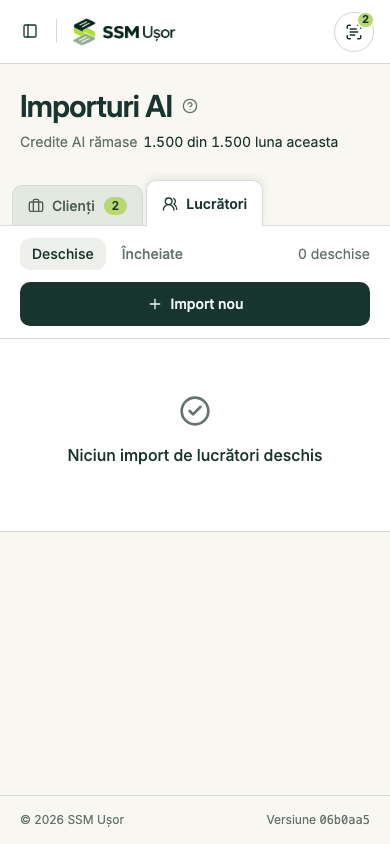 SSM Ușor
2
Importuri AI
Credite AI rămase 1.500 din 1.500 luna aceasta
Clienți 2
Lucrători
Deschise
Încheiate
0 deschise
Import nou
Niciun import de lucrători deschis
© 2026 SSM Ușor
Versiune 06b0aa5